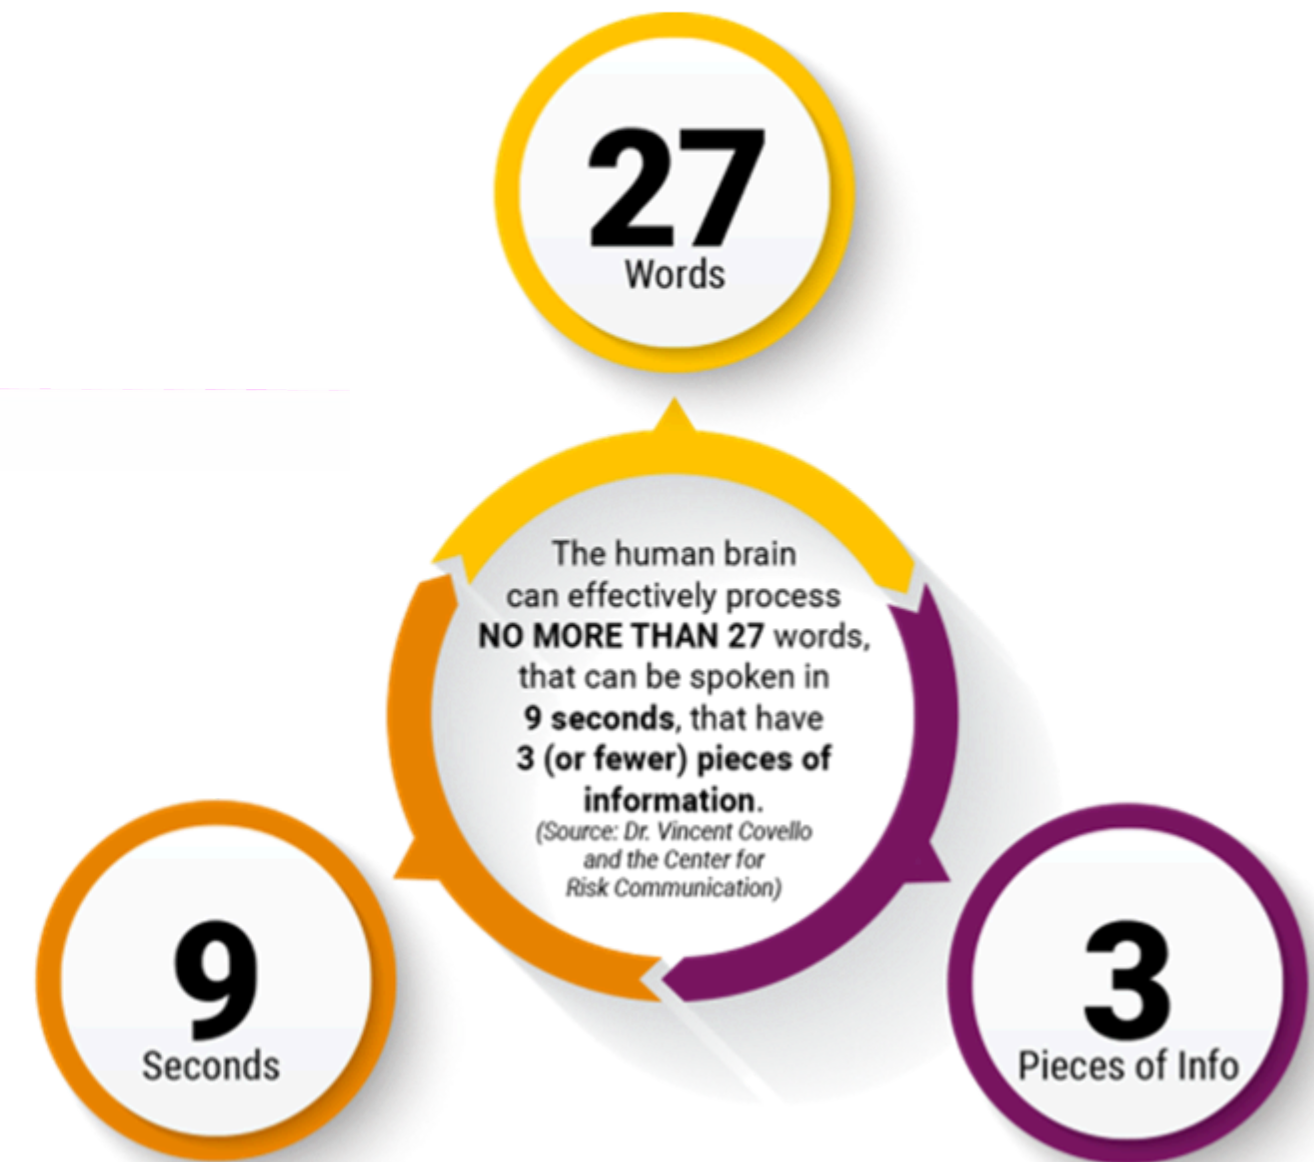 27
Words
The human brain
can effectively process
NO MORE THAN 27 words,
that can be spoken in
9 seconds, that have
3 (or fewer) pieces of
information.
(Source: Dr. Vincent Covello
and the Center for
Risk Communication)
9
Seconds
3
Pieces of Info